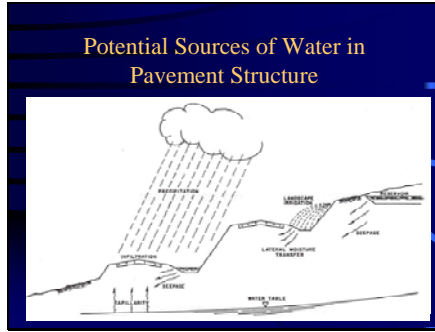 Potential Sources of Water in
Pavement Structure
PRECIPITATION
LANDSCAPE
IRRIGATION
RESERVOIR
SEEPAGE
LATERAL MOISTURE
TRANSFER
INFILTRATION
SEEPAGE
CAPILLARITY
WATER TABLE